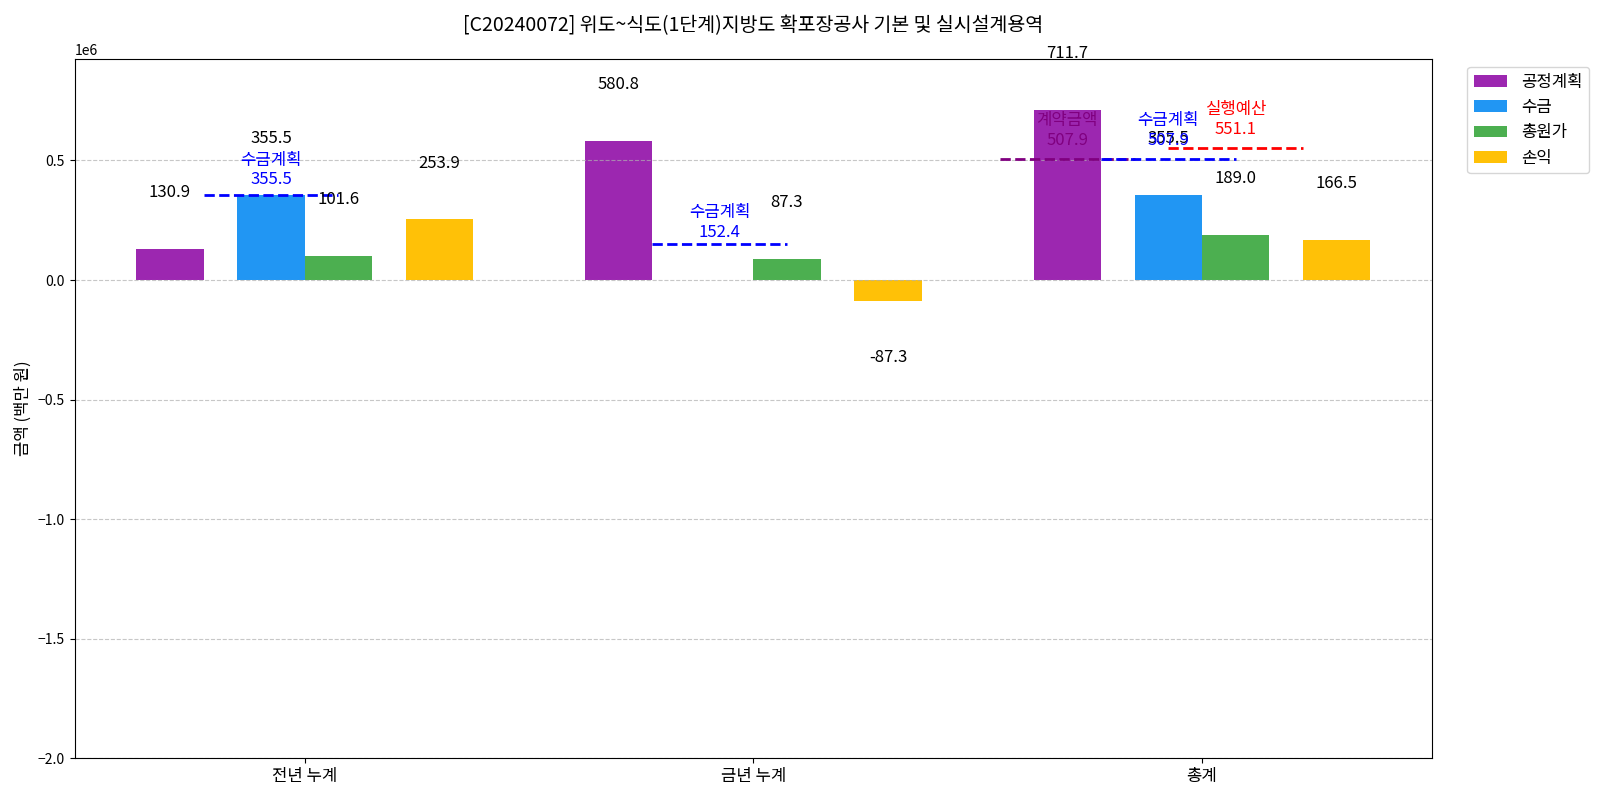 [C20240072] 위도~식도(1단계)지방도 확포장공사 기본 및 실시설계용역
1e6
0.5
0.0
−0.5
−1.0
−1.5
−2.0
금액 (백만 원)
130.9
355.5
수금계획
355.5
101.6
253.9
580.8
수금계획
152.4
87.3
-87.3
711.7
계약금액
507.9
수금계획
507.9
355.5
실행예산
551.1
189.0
166.5
전년 누계
금년 누계
총계
공정계획
수금
총원가
손익